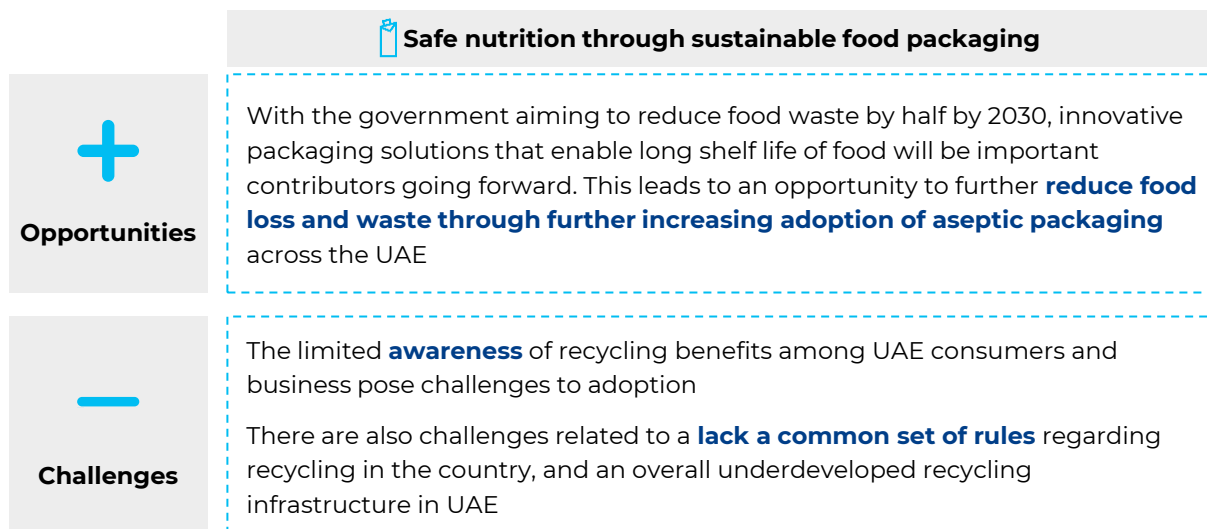 Safe nutrition through sustainable food packaging
Opportunities
With the government aiming to reduce food waste by half by 2030, innovative
packaging solutions that enable long shelf life of food will be important
contributors going forward. This leads to an opportunity to further reduce food
loss and waste through further increasing adoption of aseptic packaging
across the UAE
Challenges
The limited awareness of recycling benefits among UAE consumers and
business pose challenges to adoption
There are also challenges related to a lack a common set of rules regarding
recycling in the country, and an overall underdeveloped recycling
infrastructure in UAE